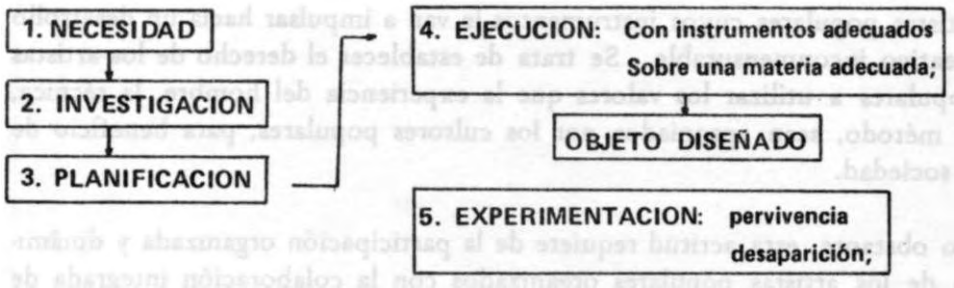 1. NECESIDAD
2. INVESTIGACION
3. PLANIFICACION
4. EJECUCION: Con instrumentos adecuados
Sobre una materia adecuada;
OBJETO DISEÑADO
5. EXPERIMENTACION: pervivencia
desaparición;